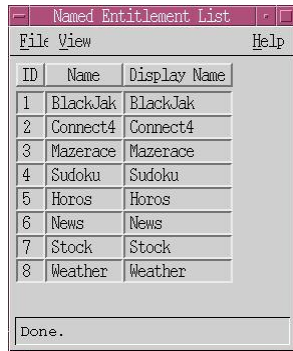 Named Entitlement List
File View Help
ID Name Display Name
1 BlackJak BlackJak
2 Connect4 Connect4
3 Mazerace Mazerace
4 Sudoku Sudoku
5 Horos Horos
6 News News
7 Stock Stock
8 Weather Weather
Done.